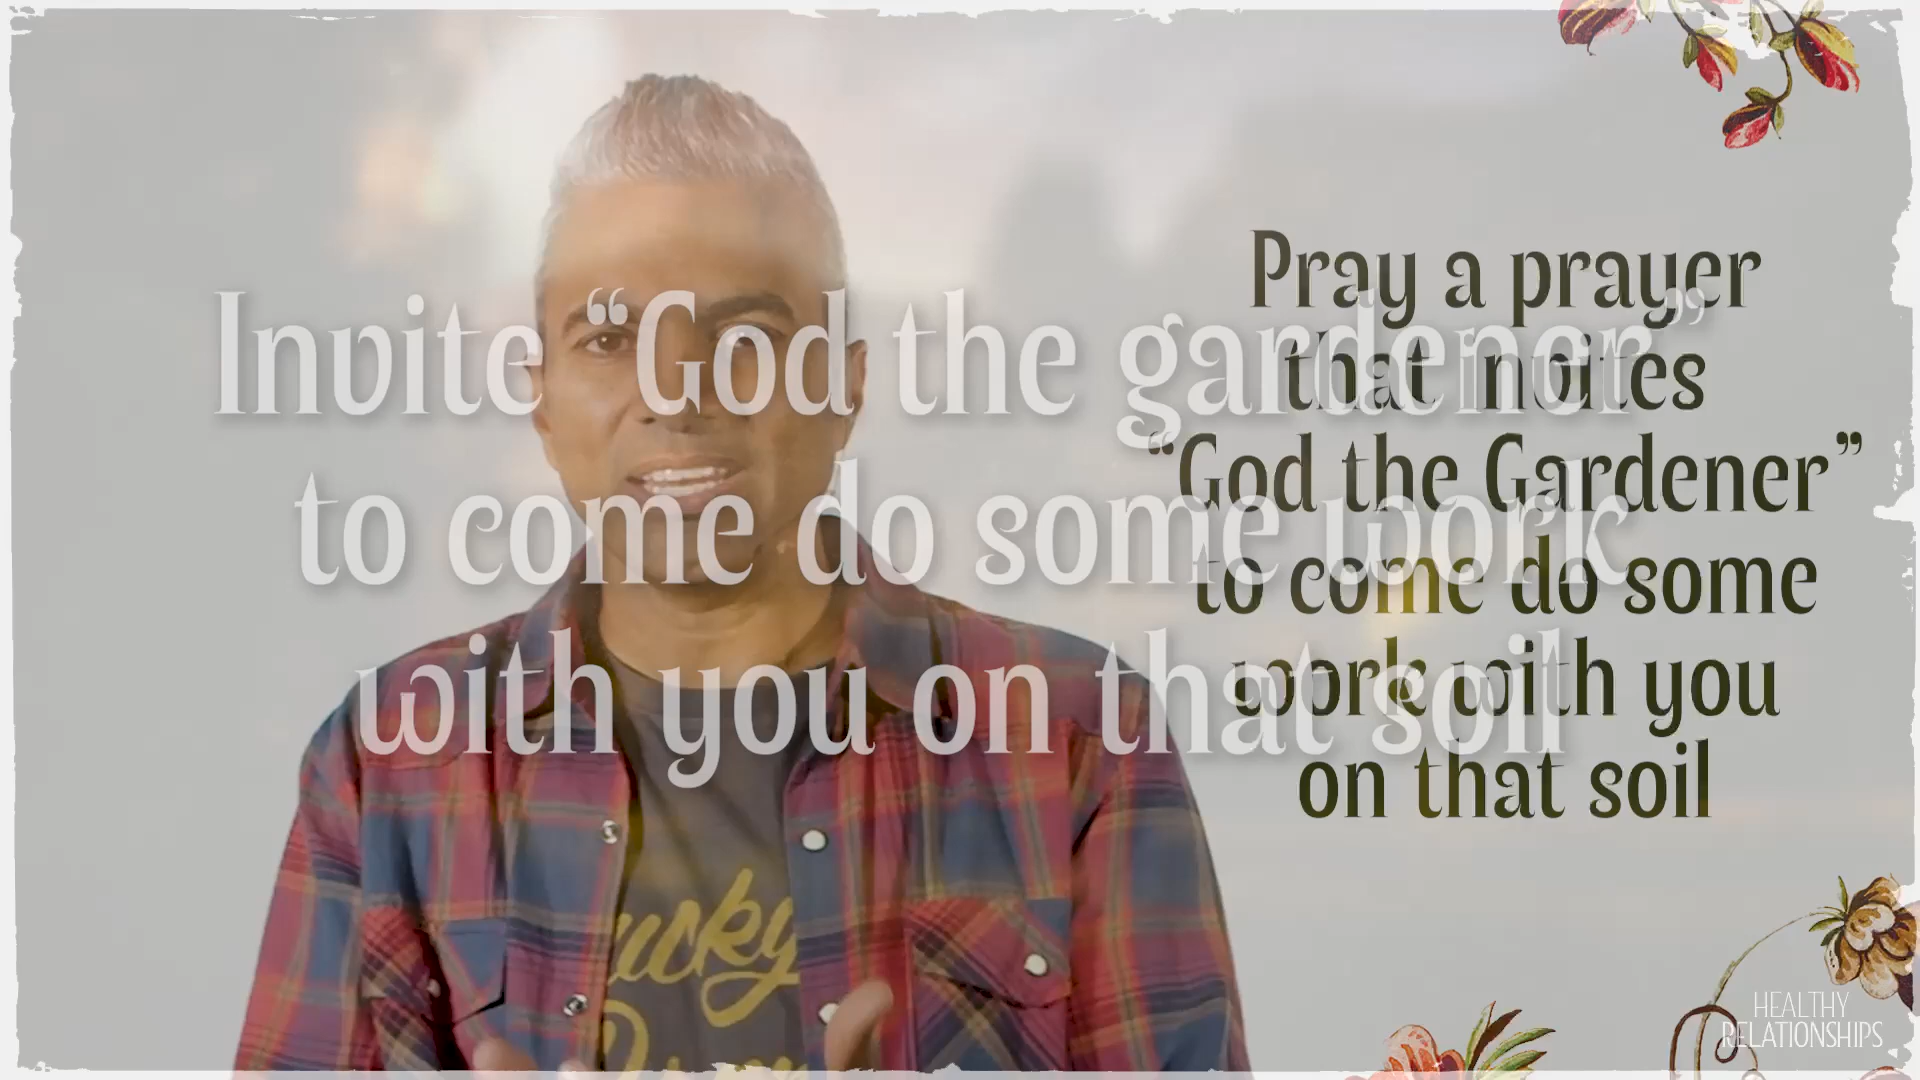 Invite “God the gardener”
to come do some work
with you on that soil
Pray a prayer
that invites
“God the Gardener”
to come do some
work with you
on that soil
ucky
HEALTHY
RELATIONSHIPS